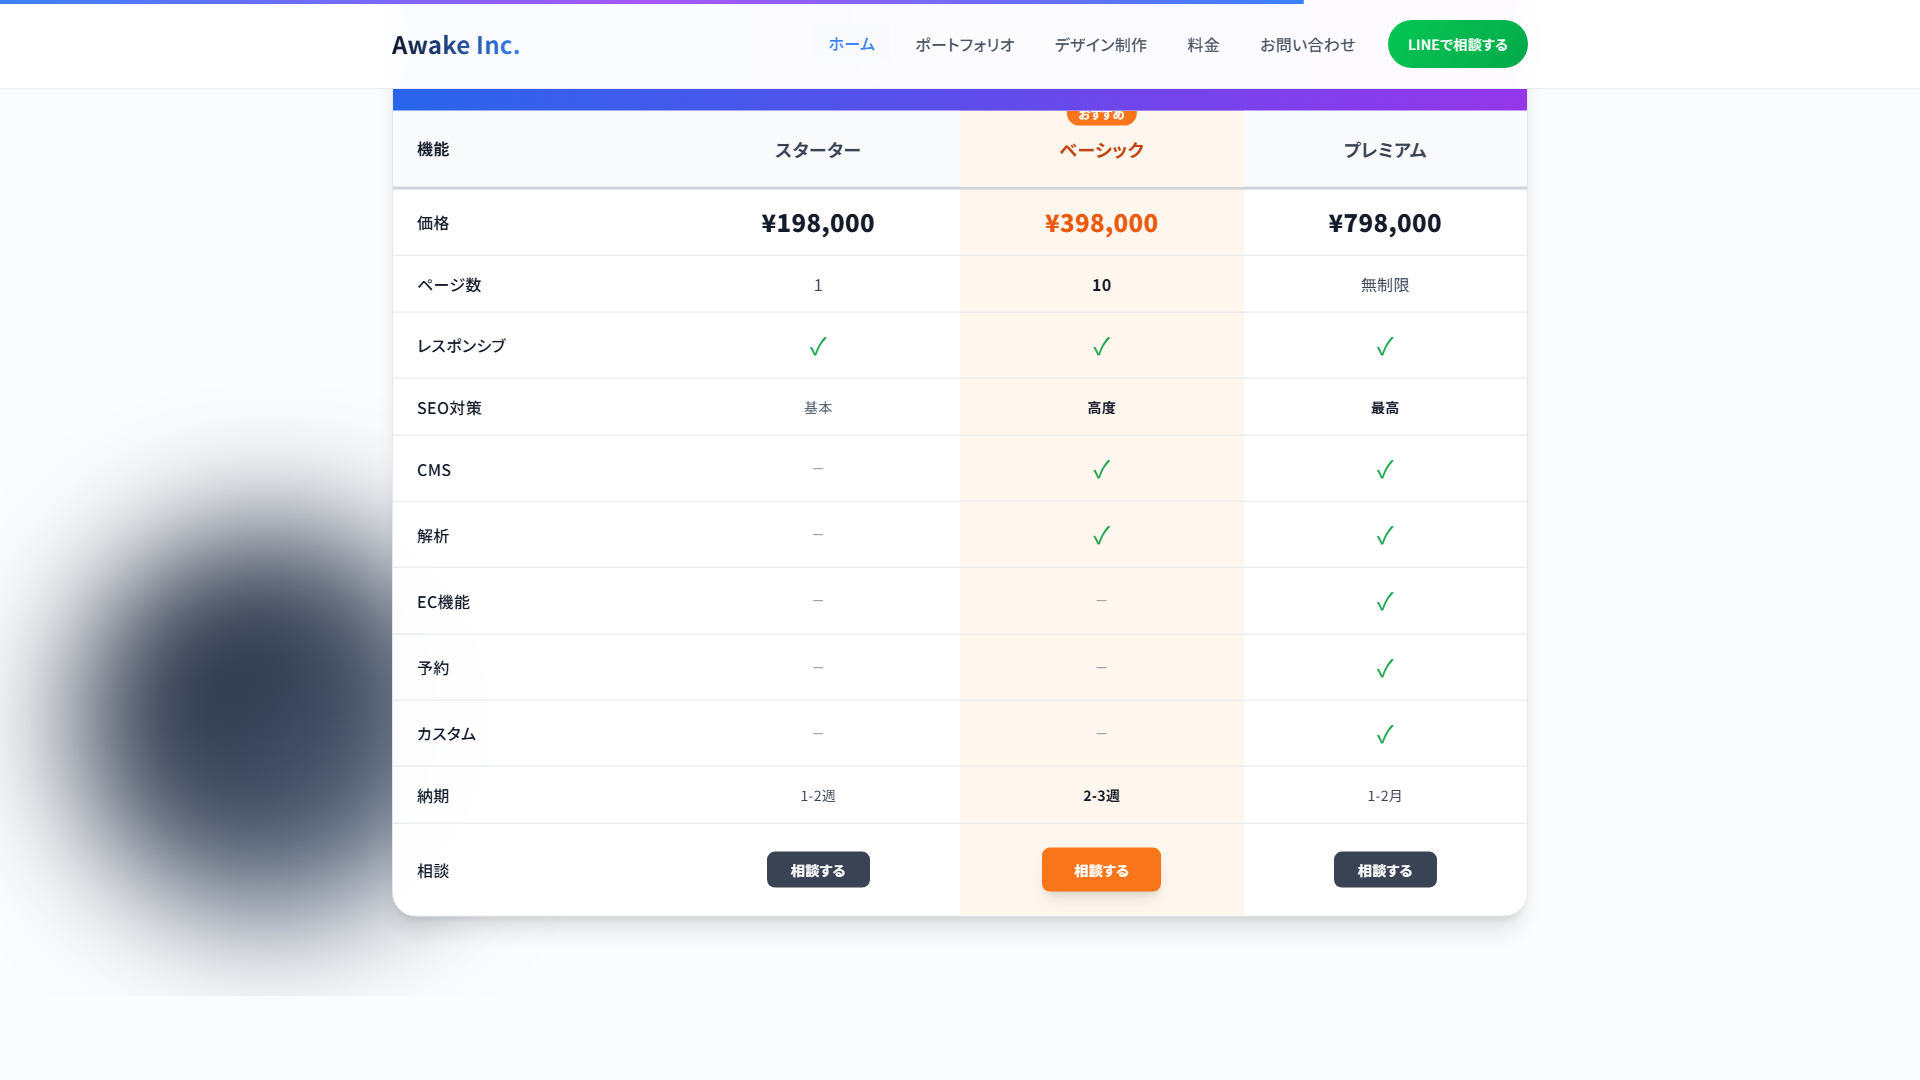 Awake Inc.
ホーム ポートフォリオ デザイン制作 料金 お問い合わせ LINEで相談する
おすすめ
機能 スターター ベーシック プレミアム
価格 ¥198,000 ¥398,000 ¥798,000
ページ数 1 10 無制限
レスポンシブ ✓ ✓ ✓
SEO対策 基本 高度 最高
CMS － ✓ ✓
解析 － ✓ ✓
EC機能 － － ✓
予約 － － ✓
カスタム － － ✓
納期 1-2週 2-3週 1-2月
相談 相談する 相談する 相談する